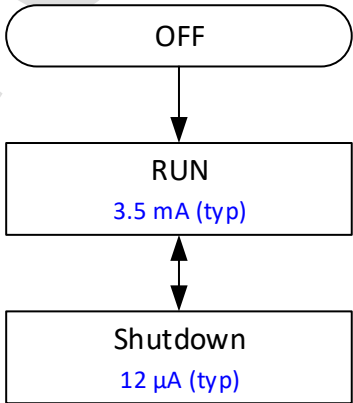 OFF
RUN
3.5 mA (typ)
Shutdown
12 µA (typ)